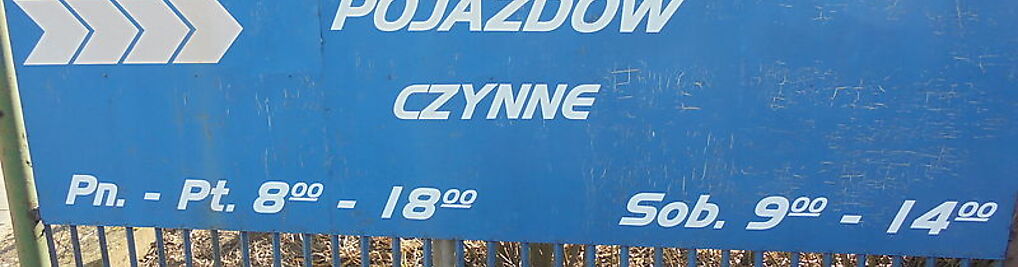 POJAZDÓW
CZYNNE
Pn. - Pt. 8⁰⁰ - 18⁰⁰ Sob. 9⁰⁰ - 14⁰⁰